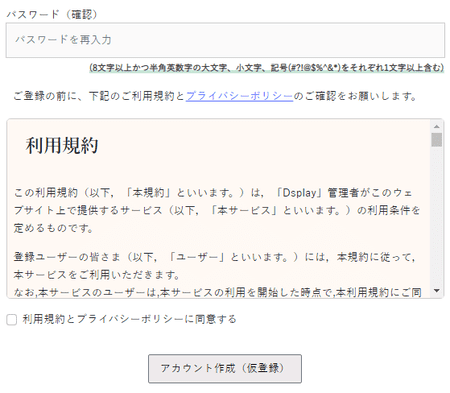 パスワード（確認）
パスワードを再入力
(8文字以上かつ半角英数字の大文字、小文字、記号(#?!@$%^&*)をそれぞれ1文字以上含む)
ご登録の前に、下記のご利用規約とプライバシーポリシーのご確認をお願いします。
利用規約
この利用規約（以下，「本規約」といいます。）は，「Dsplay」管理者がこのウェ
ブサイト上で提供するサービス（以下，「本サービス」といいます。）の利用条件を
定めるものです。
登録ユーザーの皆さま（以下，「ユーザー」といいます。）には，本規約に従って，
本サービスをご利用いただきます。
なお,本サービスのユーザーは,本サービスの利用を開始した時点で,本利用規約にご同
利用規約とプライバシーポリシーに同意する
アカウント作成（仮登録）